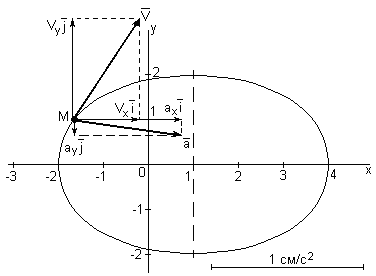 V̄
V_y j̄
y
2
M
V_x ī
1
a_x ī
a_y j̄
ā
-3
-2
-1
0
1
2
3
4
x
-1
-2
1 см/с²